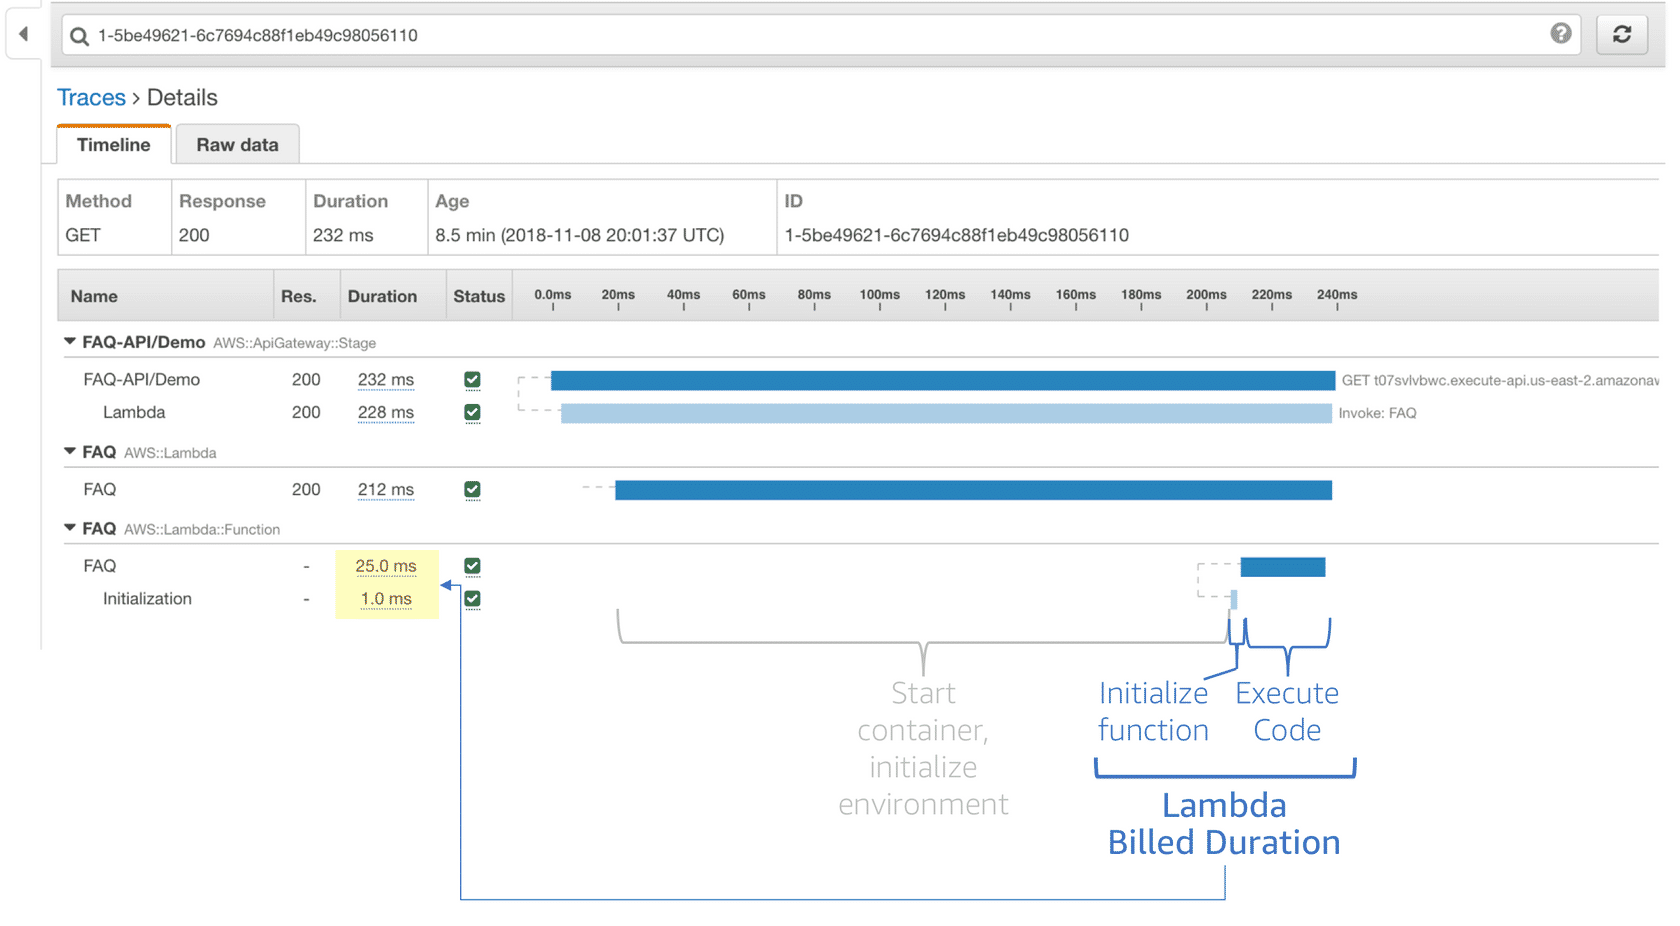 1-5be49621-6c7694c88f1eb49c98056110
Traces › Details
Timeline Raw data
Method Response Duration Age ID
GET 200 232 ms 8.5 min (2018-11-08 20:01:37 UTC) 1-5be49621-6c7694c88f1eb49c98056110
Name Res. Duration Status 0.0ms 20ms 40ms 60ms 80ms 100ms 120ms 140ms 160ms 180ms 200ms 220ms 240ms
FAQ-API/Demo AWS::ApiGateway::Stage
FAQ-API/Demo 200 232 ms GET t07svlvbwc.execute-api.us-east-2.amazonav
Lambda 200 228 ms Invoke: FAQ
FAQ AWS::Lambda
FAQ 200 212 ms
FAQ AWS::Lambda::Function
FAQ - 25.0 ms
Initialization - 1.0 ms
Start
container,
initialize
environment
Initialize
function
Execute
Code
Lambda
Billed Duration